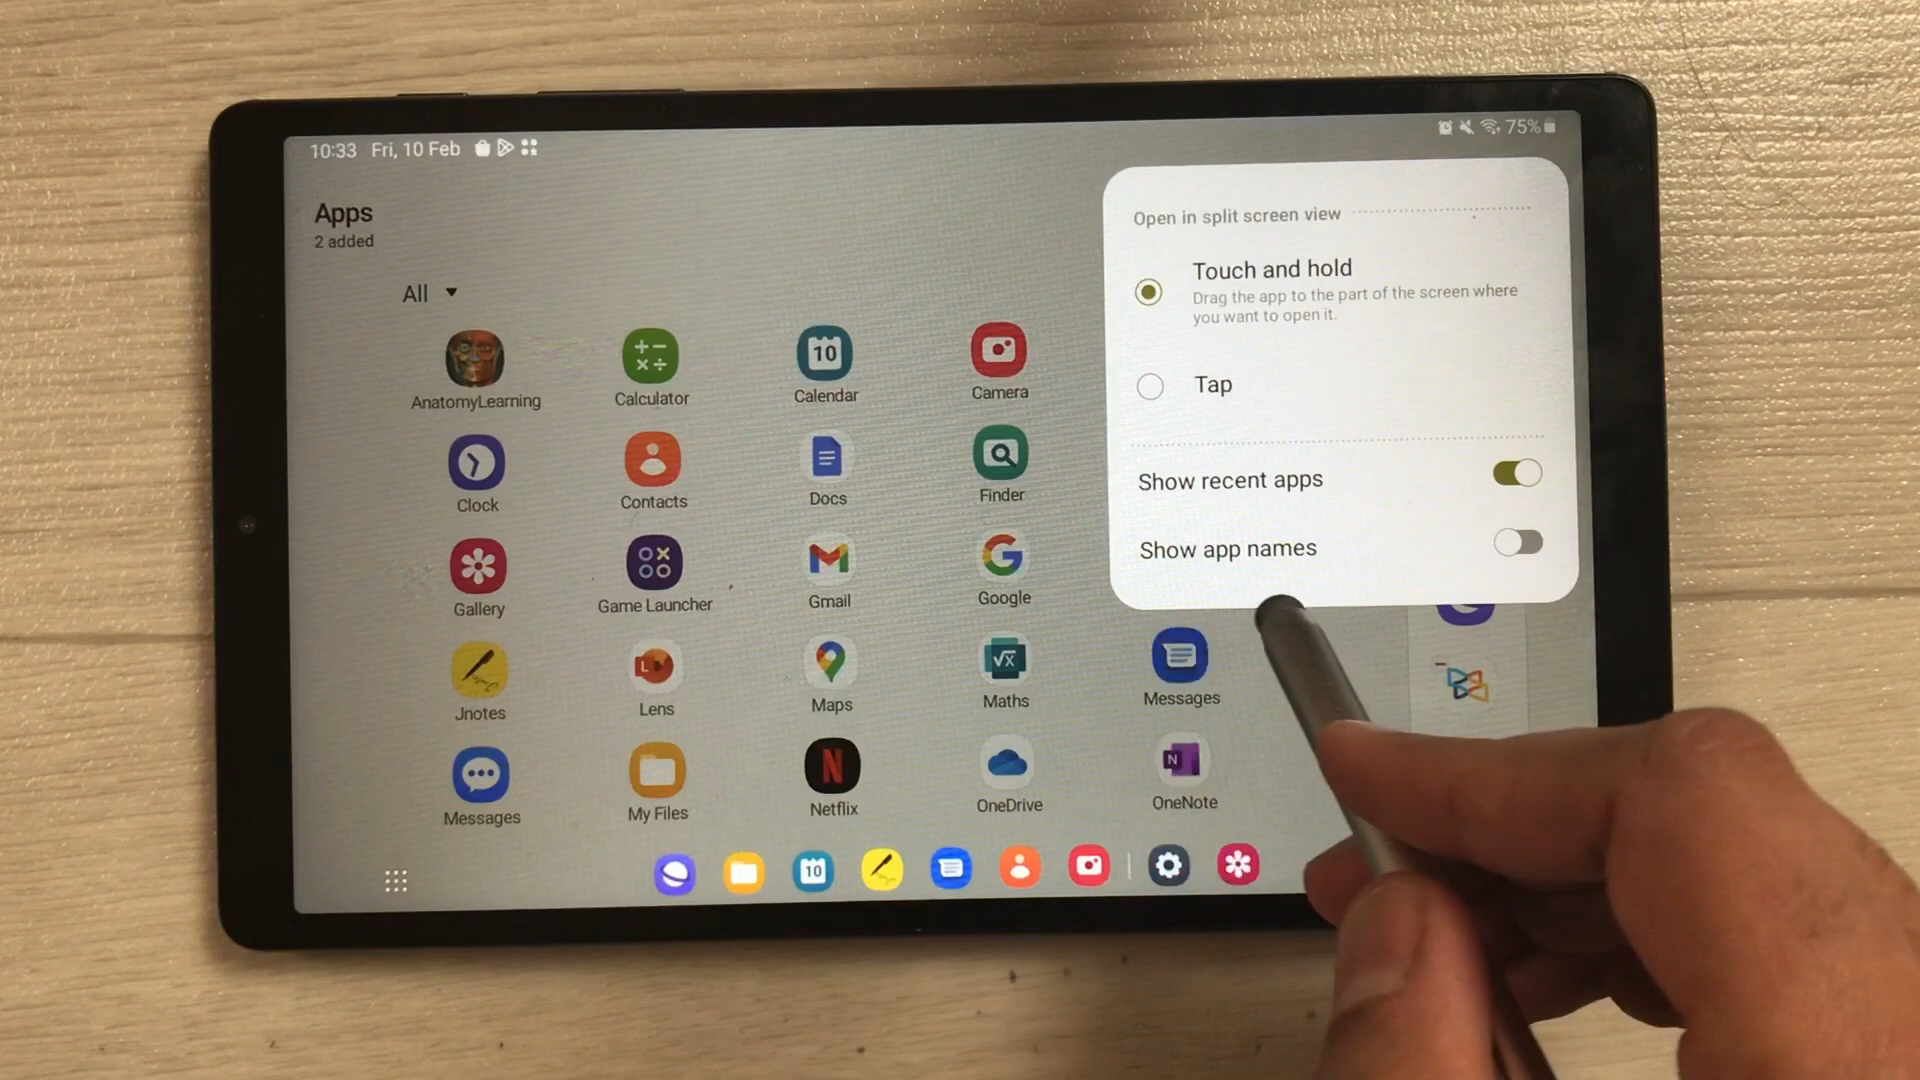 10:33 Fri, 10 Feb
75%
Apps
2 added
All
Open in split screen view
Touch and hold
Drag the app to the part of the screen where
you want to open it.
Tap
Show recent apps
Show app names
10
AnatomyLearning
Calculator
Calendar
Camera
Clock
Contacts
Docs
Finder
Gallery
Game Launcher
Gmail
Google
Jnotes
L
Lens
Maps
√x
Maths
Messages
Messages
My Files
N
Netflix
OneDrive
N
OneNote
10